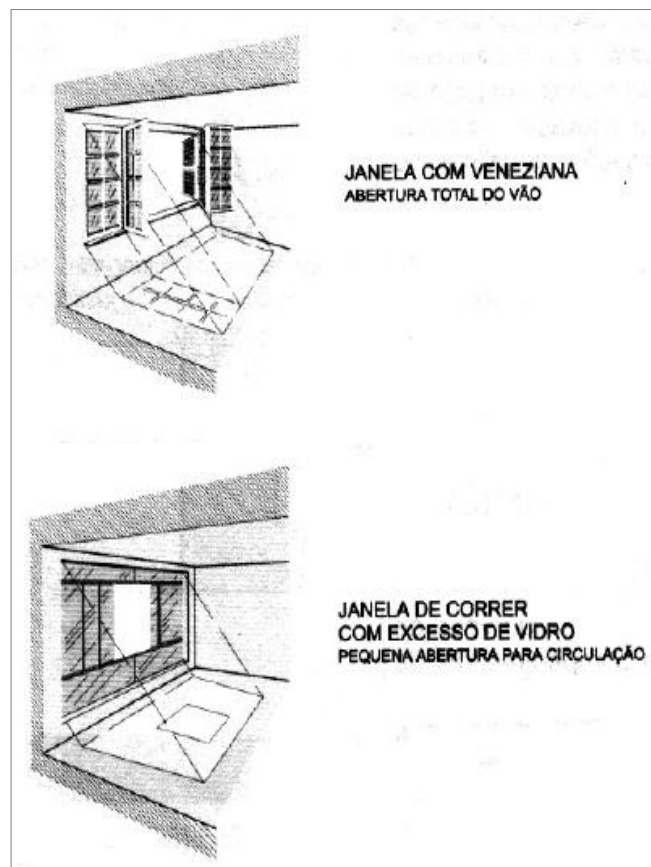 JANELA COM VENEZIANA
ABERTURA TOTAL DO VÃO
JANELA DE CORRER
COM EXCESSO DE VIDRO
PEQUENA ABERTURA PARA CIRCULAÇÃO